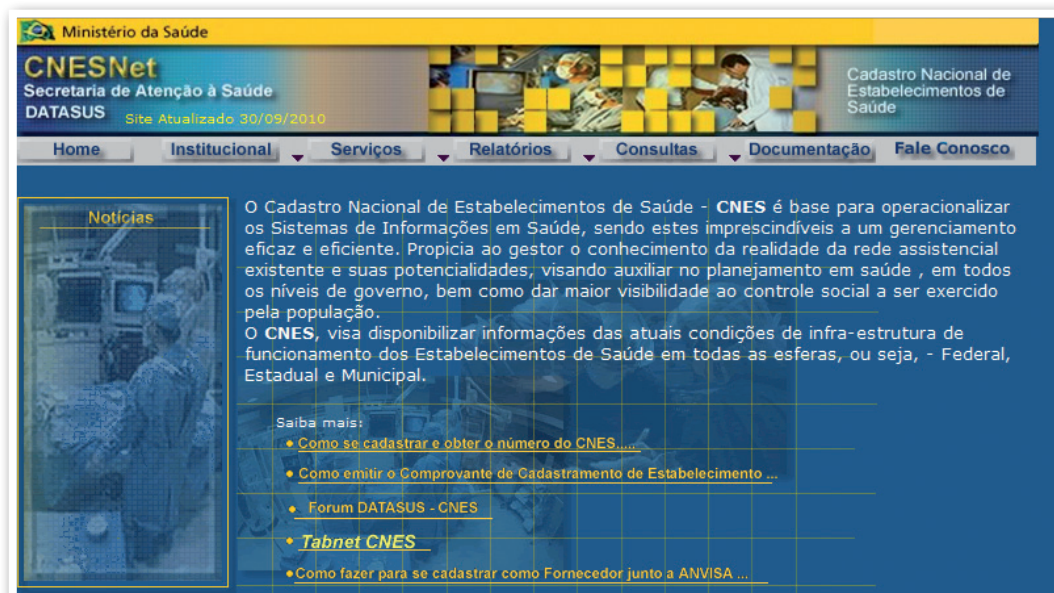 Ministério da Saúde
CNESNet
Secretaria de Atenção à Saúde
DATASUS Site Atualizado 30/09/2010
Cadastro Nacional de
Estabelecimentos de
Saúde
Home Institucional Serviços Relatórios Consultas Documentação Fale Conosco
Notícias
O Cadastro Nacional de Estabelecimentos de Saúde - CNES é base para operacionalizar
os Sistemas de Informações em Saúde, sendo estes imprescindíveis a um gerenciamento
eficaz e eficiente. Propicia ao gestor o conhecimento da realidade da rede assistencial
existente e suas potencialidades, visando auxiliar no planejamento em saúde , em todos
os níveis de governo, bem como dar maior visibilidade ao controle social a ser exercido
pela população.
O CNES, visa disponibilizar informações das atuais condições de infra-estrutura de
funcionamento dos Estabelecimentos de Saúde em todas as esferas, ou seja, - Federal,
Estadual e Municipal.
Saiba mais:
• Como se cadastrar e obter o número do CNES.....
• Como emitir o Comprovante de Cadastramento de Estabelecimento ...
• Forum DATASUS - CNES
• Tabnet CNES
• Como fazer para se cadastrar como Fornecedor junto a ANVISA ...